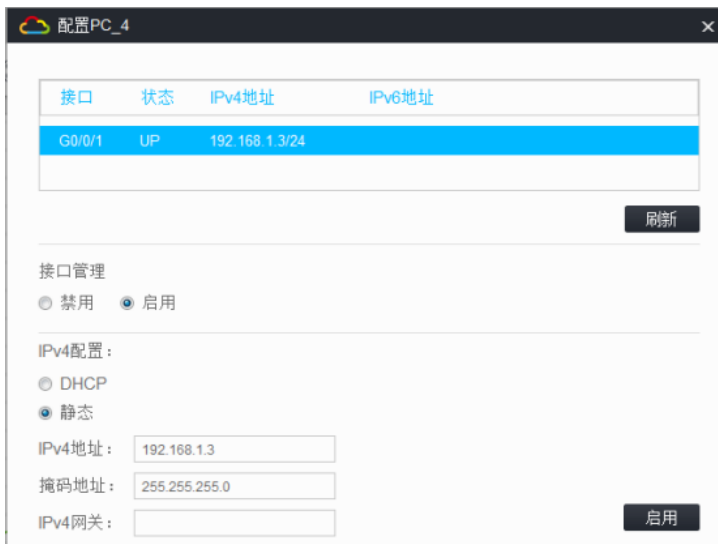 配置PC_4
接口 状态 IPv4地址 IPv6地址
G0/0/1 UP 192.168.1.3/24
刷新
接口管理
禁用 启用
IPv4配置：
DHCP
静态
IPv4地址： 192.168.1.3
掩码地址： 255.255.255.0
IPv4网关：
启用